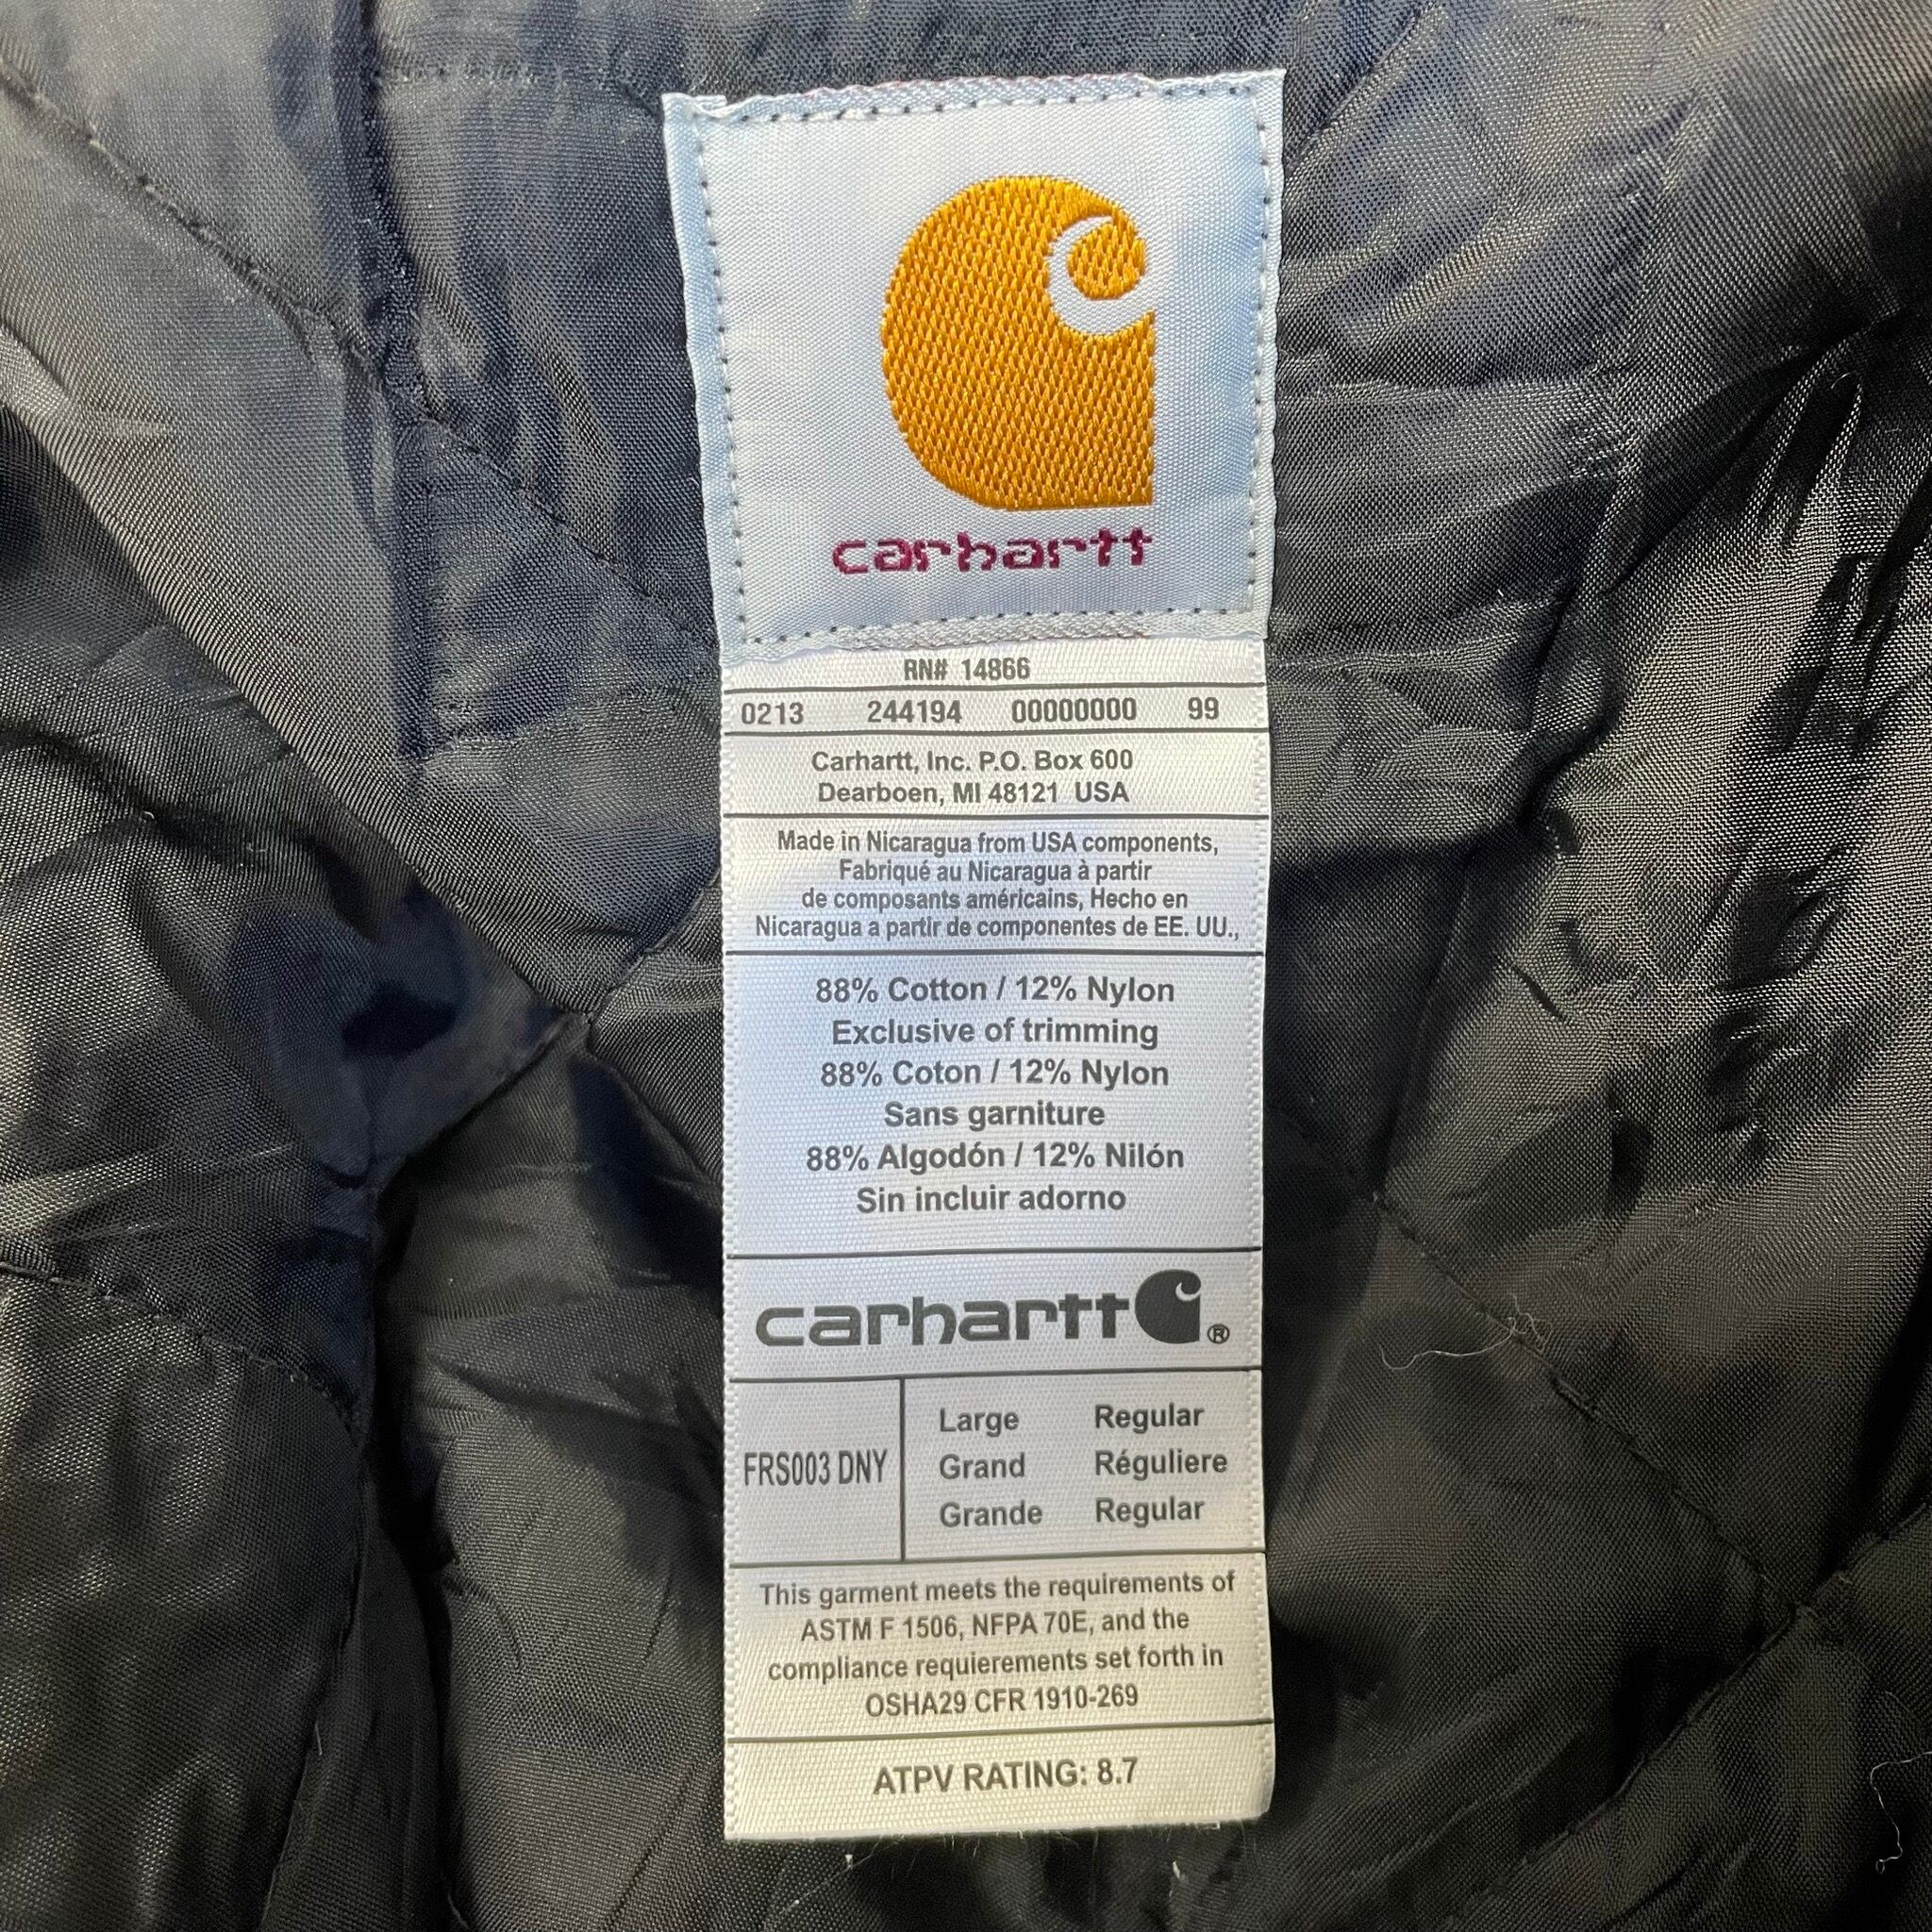 carhartt
RN# 14866
0213 244194 00000000 99
Carhartt, Inc. P.O. Box 600
Dearboen, MI 48121 USA
Made in Nicaragua from USA components,
Fabriqué au Nicaragua à partir
de composants américains, Hecho en
Nicaragua a partir de componentes de EE. UU.,
88% Cotton / 12% Nylon
Exclusive of trimming
88% Coton / 12% Nylon
Sans garniture
88% Algodón / 12% Nilón
Sin incluir adorno
carhartt ®
FRS003 DNY
Large Regular
Grand Réguliere
Grande Regular
This garment meets the requirements of
ASTM F 1506, NFPA 70E, and the
compliance requierements set forth in
OSHA29 CFR 1910-269
ATPV RATING: 8.7